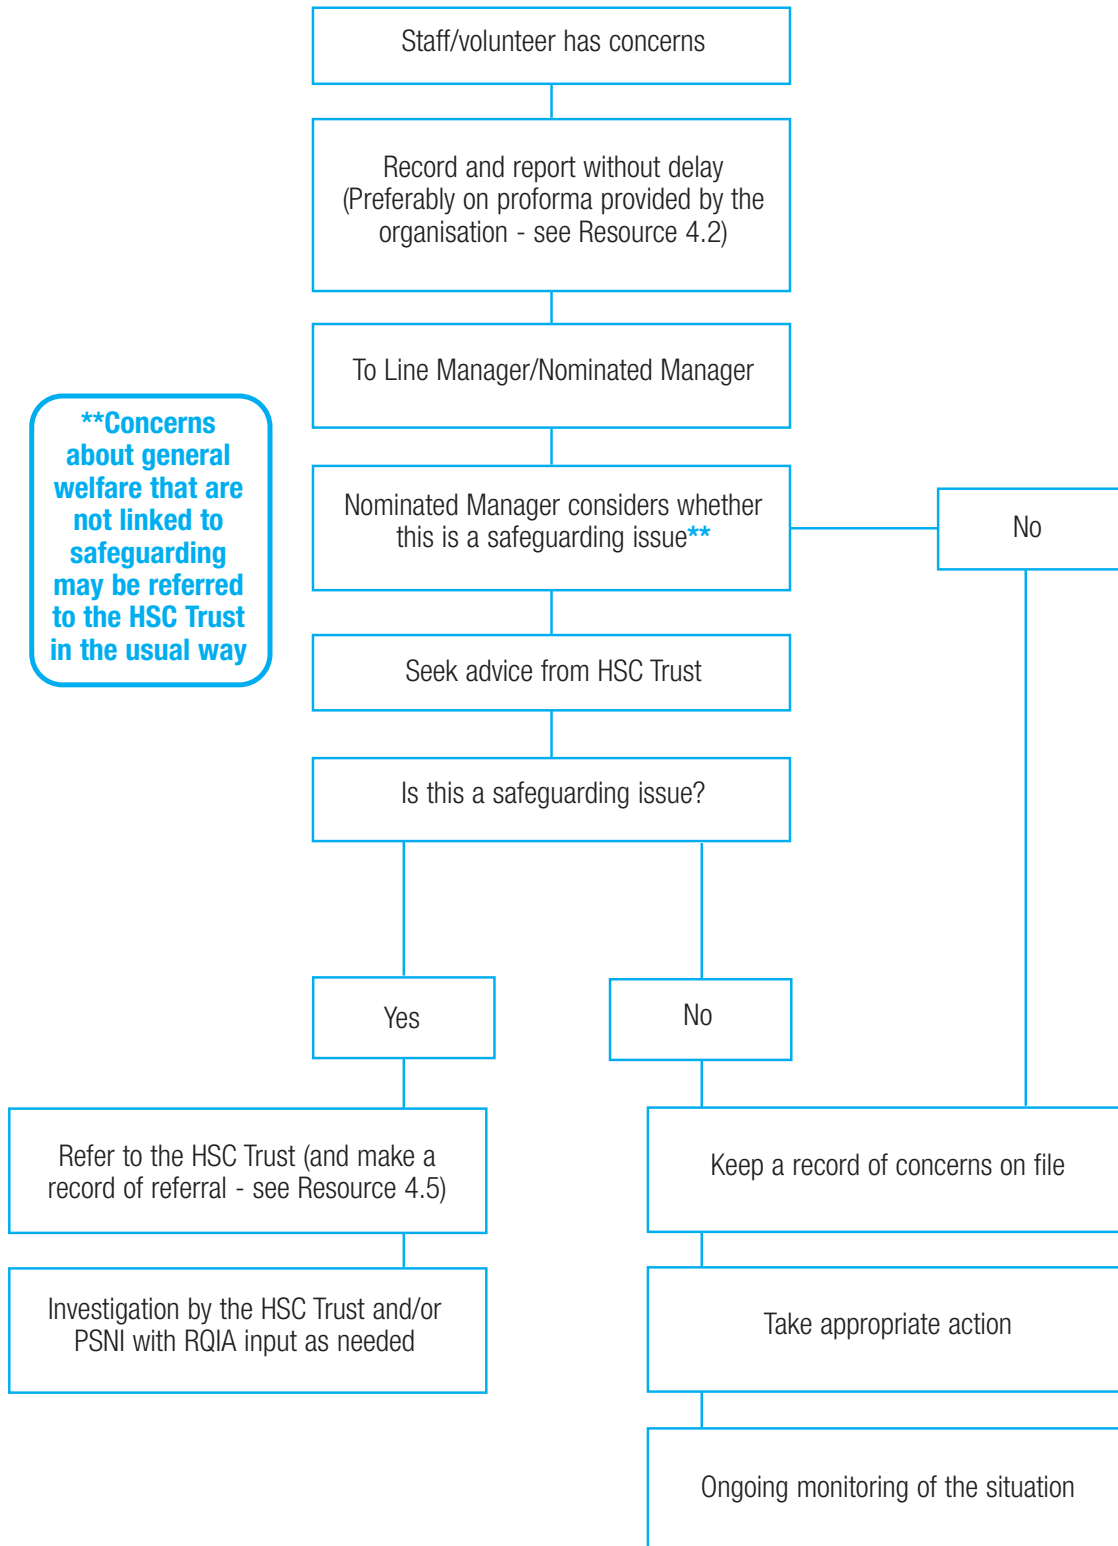 Staff/volunteer has concerns
Record and report without delay
(Preferably on proforma provided by the
organisation - see Resource 4.2)
To Line Manager/Nominated Manager
**Concerns
about general
welfare that are
not linked to
safeguarding
may be referred
to the HSC Trust
in the usual way
Nominated Manager considers whether
this is a safeguarding issue**
No
Seek advice from HSC Trust
Is this a safeguarding issue?
Yes
No
Refer to the HSC Trust (and make a
record of referral - see Resource 4.5)
Keep a record of concerns on file
Investigation by the HSC Trust and/or
PSNI with RQIA input as needed
Take appropriate action
Ongoing monitoring of the situation